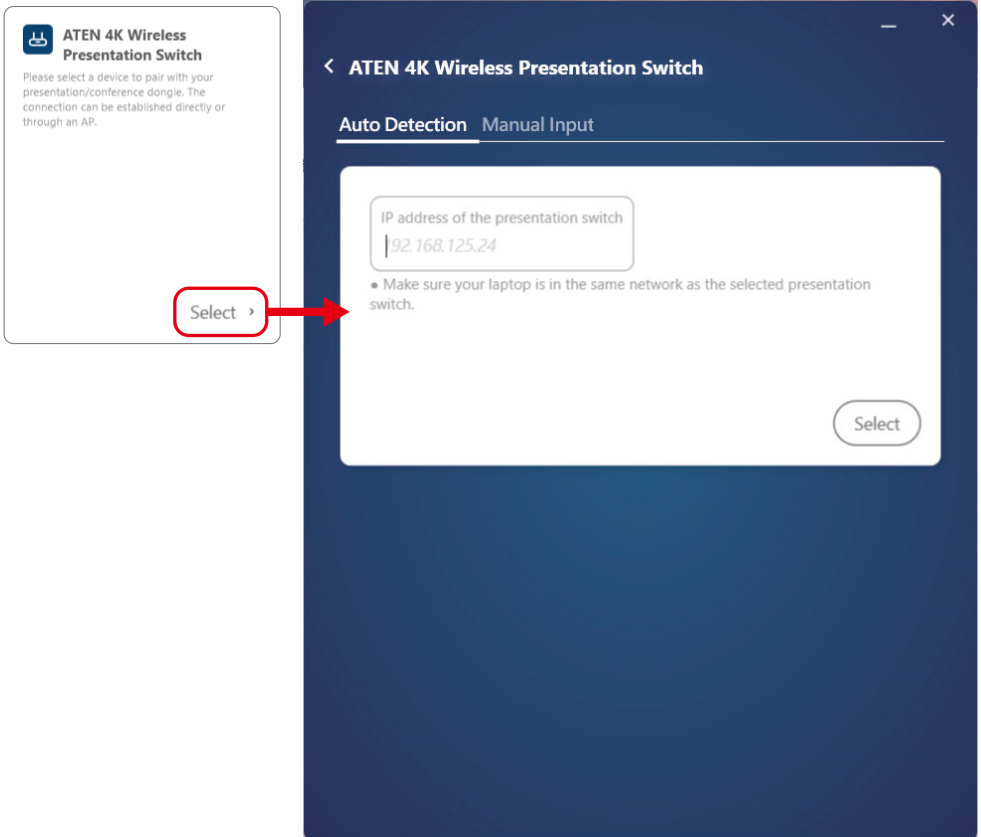 ATEN 4K Wireless
Presentation Switch
Please select a device to pair with your
presentation/conference dongle. The
connection can be established directly or
through an AP.
Select
ATEN 4K Wireless Presentation Switch
Auto Detection Manual Input
IP address of the presentation switch
192.168.125.24
• Make sure your laptop is in the same network as the selected presentation
switch.
Select